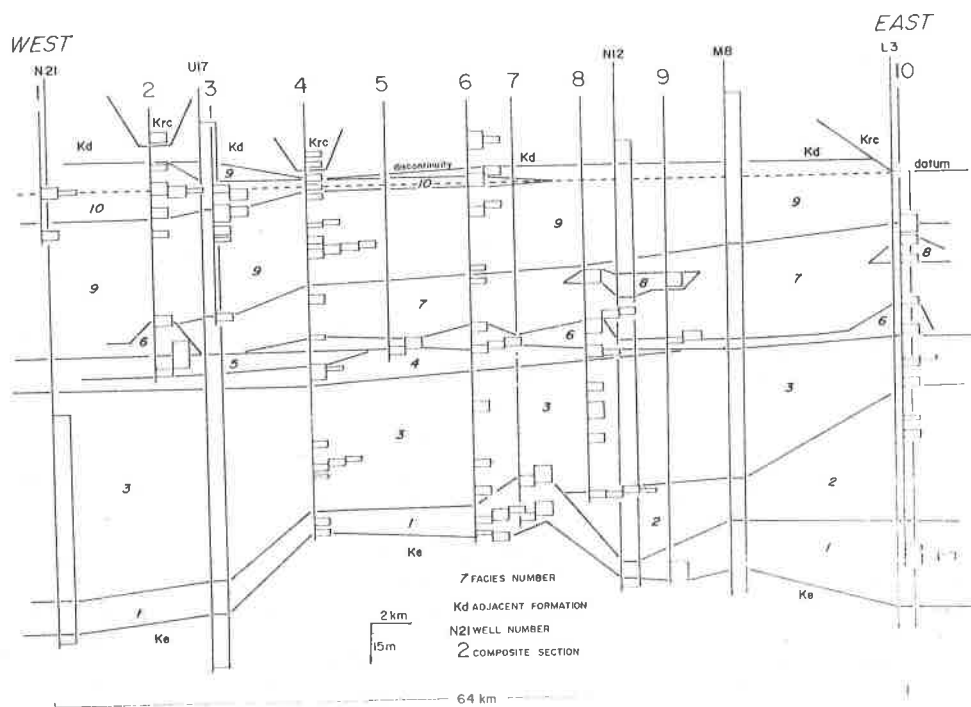 WEST
EAST
N21
U17
N12
M8
L3
1
2
3
4
5
6
7
8
9
10
Krc
Kd
Kd
9
Krc
discontinuity
Kd
Kd
Krc
datum
10
10
9
9
9
9
7
7
8
8
6
6
6
5
4
3
3
3
3
2
2
1
1
1
Ke
Ke
Ke
7 FACIES NUMBER
Kd ADJACENT FORMATION
2 km
15m
N21 WELL NUMBER
2 COMPOSITE SECTION
64 km